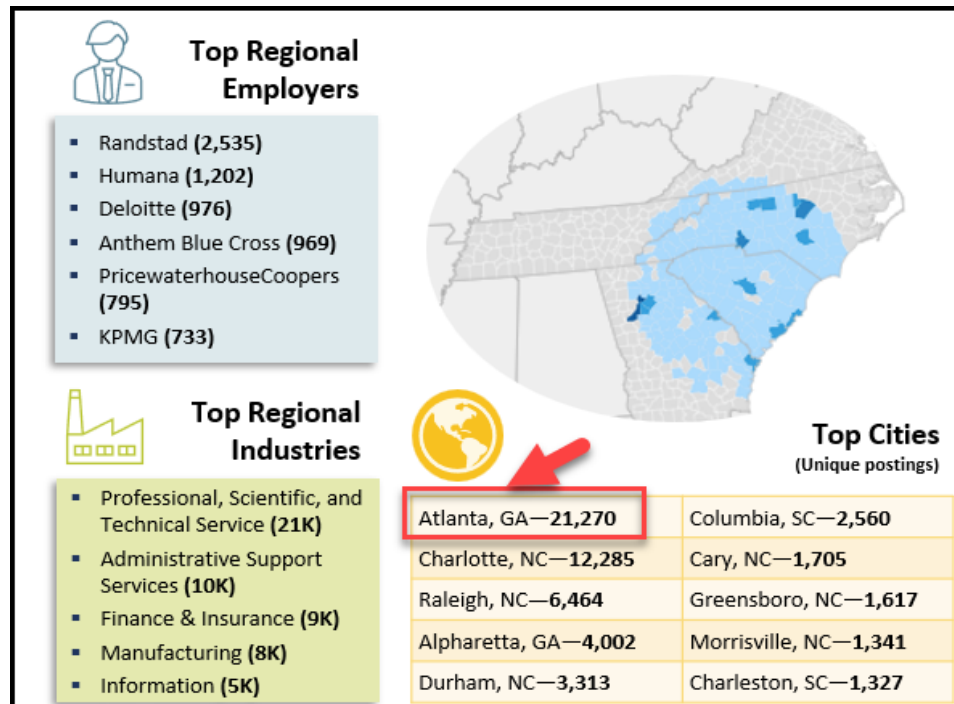 Top Regional
Employers
▪ Randstad (2,535)
▪ Humana (1,202)
▪ Deloitte (976)
▪ Anthem Blue Cross (969)
▪ PricewaterhouseCoopers
(795)
▪ KPMG (733)
Top Regional
Industries
▪ Professional, Scientific, and
Technical Service (21K)
▪ Administrative Support
Services (10K)
▪ Finance & Insurance (9K)
▪ Manufacturing (8K)
▪ Information (5K)
Top Cities
(Unique postings)
Atlanta, GA—21,270 Columbia, SC—2,560
Charlotte, NC—12,285 Cary, NC—1,705
Raleigh, NC—6,464 Greensboro, NC—1,617
Alpharetta, GA—4,002 Morrisville, NC—1,341
Durham, NC—3,313 Charleston, SC—1,327